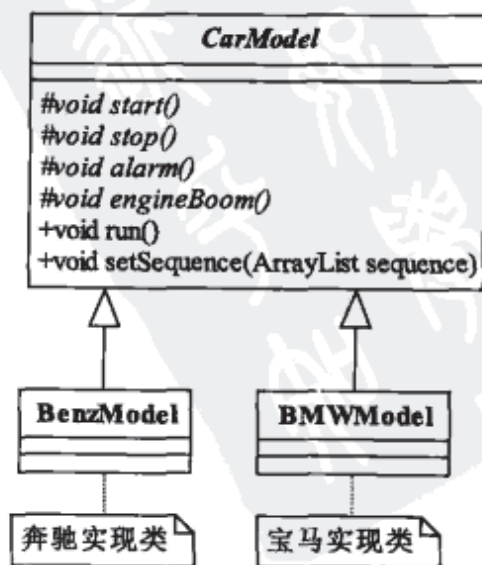 CarModel
#void start()
#void stop()
#void alarm()
#void engineBoom()
+void run()
+void setSequence(ArrayList sequence)
BenzModel
BMWModel
奔驰实现类
宝马实现类